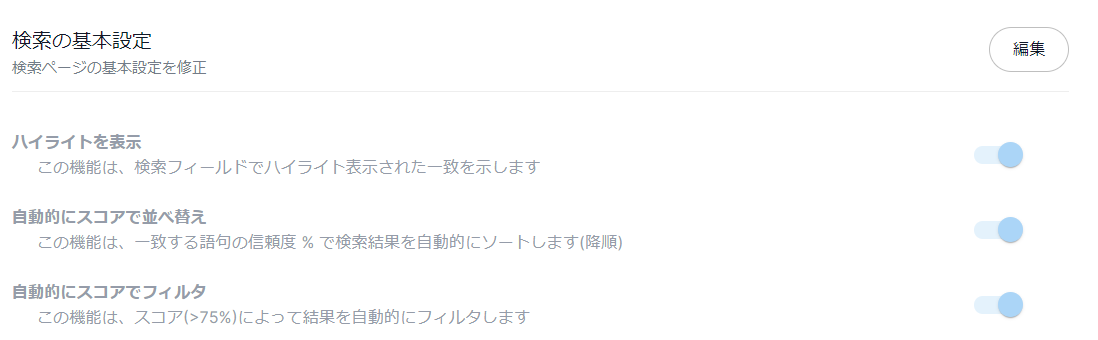 検索の基本設定
編集
検索ページの基本設定を修正
ハイライトを表示
この機能は、検索フィールドでハイライト表示された一致を示します
自動的にスコアで並べ替え
この機能は、一致する語句の信頼度 % で検索結果を自動的にソートします(降順)
自動的にスコアでフィルタ
この機能は、スコア(>75%)によって結果を自動的にフィルタします